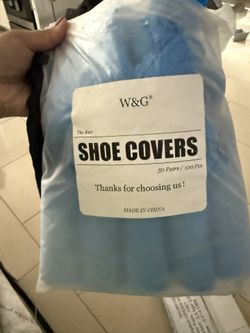 W&G®
The Best
SHOE COVERS
50 Pairs / 100 Pcs
Thanks for choosing us!
MADE IN CHINA